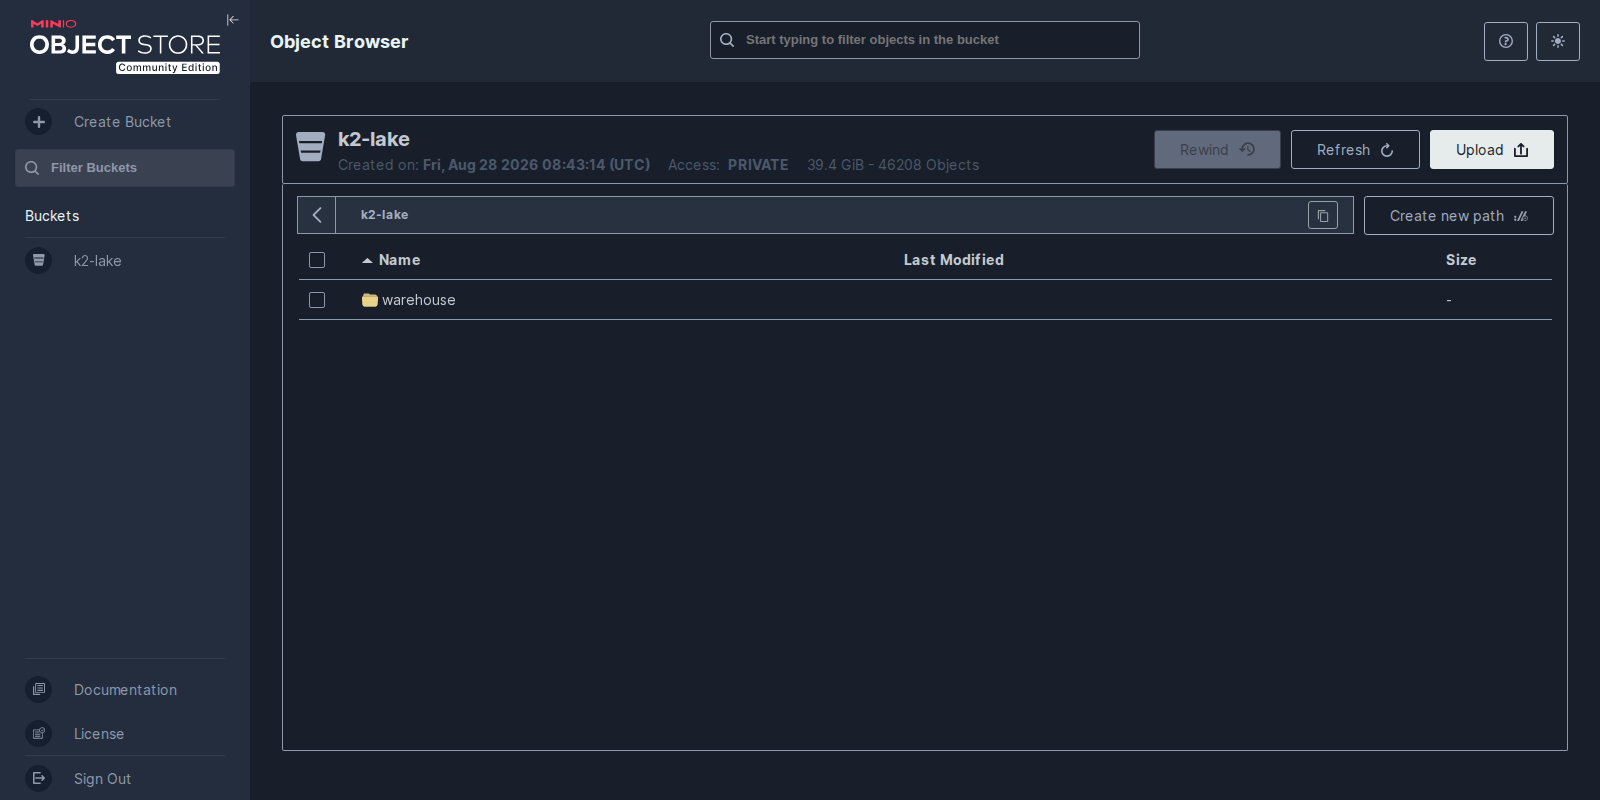 MINIO
OBJECT STORE
Community Edition
Create Bucket
Filter Buckets
Buckets
k2-lake
Documentation
License
Sign Out
Object Browser
Start typing to filter objects in the bucket
k2-lake
Created on: Fri, Aug 28 2026 08:43:14 (UTC) Access: PRIVATE 39.4 GiB - 46208 Objects
Rewind
Refresh
Upload
k2-lake
Create new path
Name Last Modified Size
warehouse -